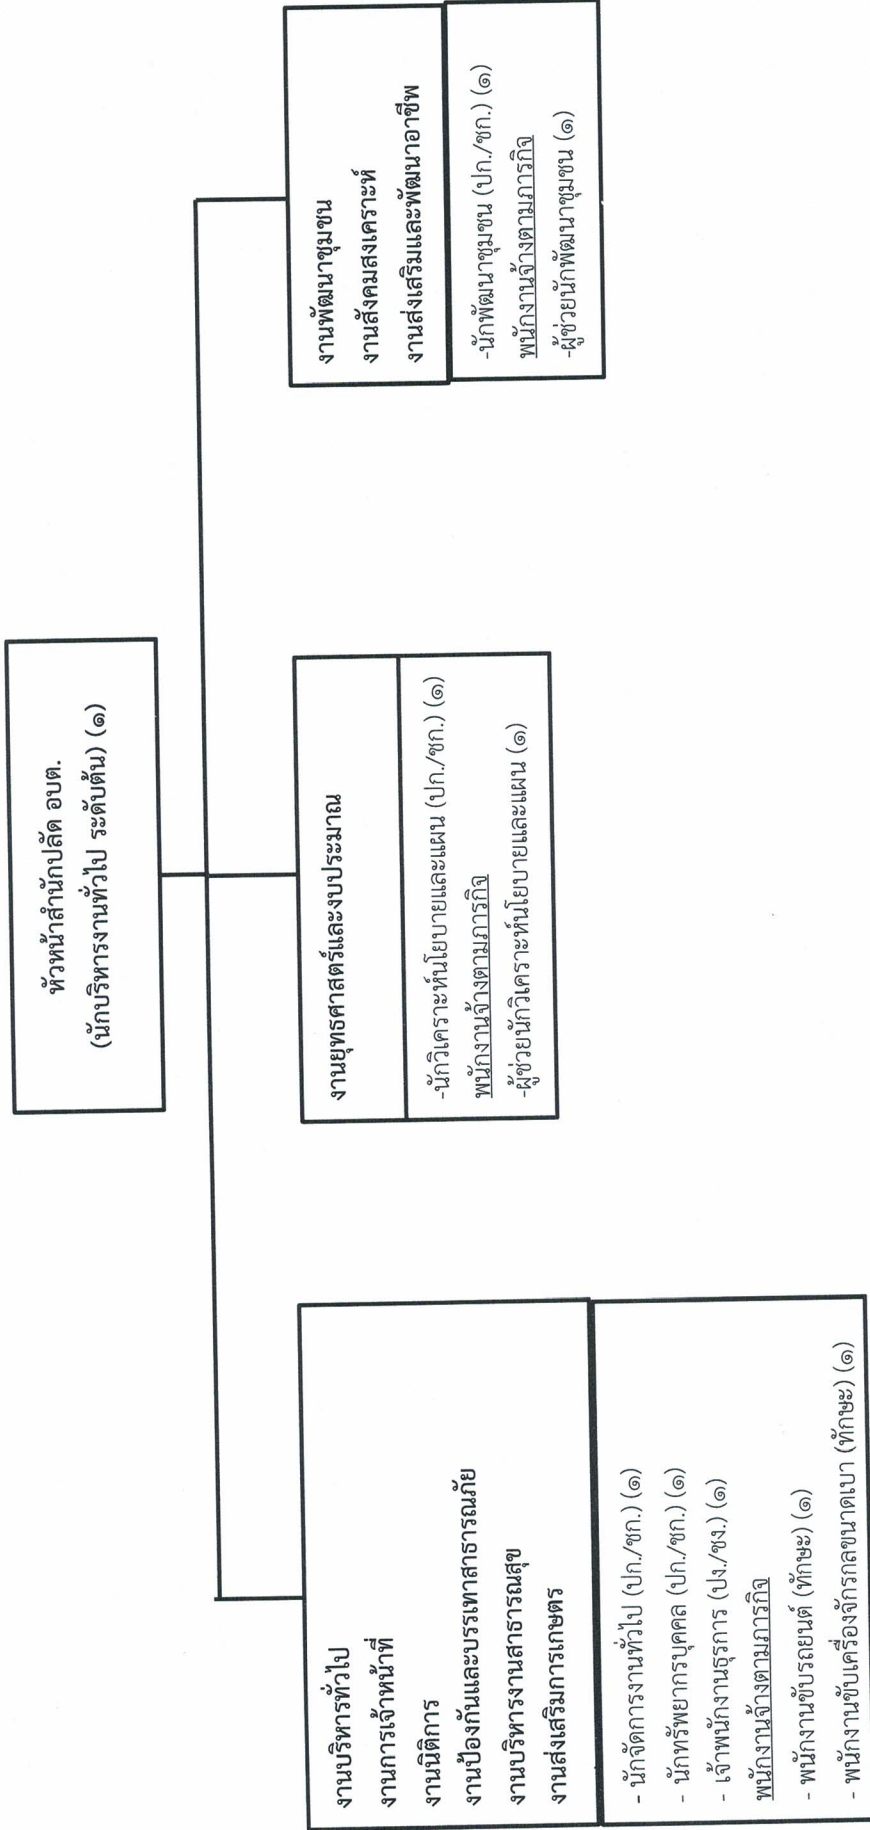 หัวหน้าสำนักปลัด อบต.
(นักบริหารงานทั่วไป ระดับต้น) (๑)
งานบริหารทั่วไป
งานการเจ้าหน้าที่
งานนิติการ
งานป้องกันและบรรเทาสาธารณภัย
งานบริหารงานสาธารณสุข
งานส่งเสริมการเกษตร
- นักจัดการงานทั่วไป (ปก./ชก.) (๑)
- นักทรัพยากรบุคคล (ปก./ชก.) (๑)
- เจ้าพนักงานธุรการ (ปง./ชง.) (๑)
พนักงานจ้างตามภารกิจ
- พนักงานขับรถยนต์ (ทักษะ) (๑)
- พนักงานขับเครื่องจักรกลขนาดเบา (ทักษะ) (๑)
งานยุทธศาสตร์และงบประมาณ
-นักวิเคราะห์นโยบายและแผน (ปก./ชก.) (๑)
พนักงานจ้างตามภารกิจ
-ผู้ช่วยนักวิเคราะห์นโยบายและแผน (๑)
งานพัฒนาชุมชน
งานสังคมสงเคราะห์
งานส่งเสริมและพัฒนาอาชีพ
-นักพัฒนาชุมชน (ปก./ชก.) (๑)
พนักงานจ้างตามภารกิจ
-ผู้ช่วยนักพัฒนาชุมชน (๑)